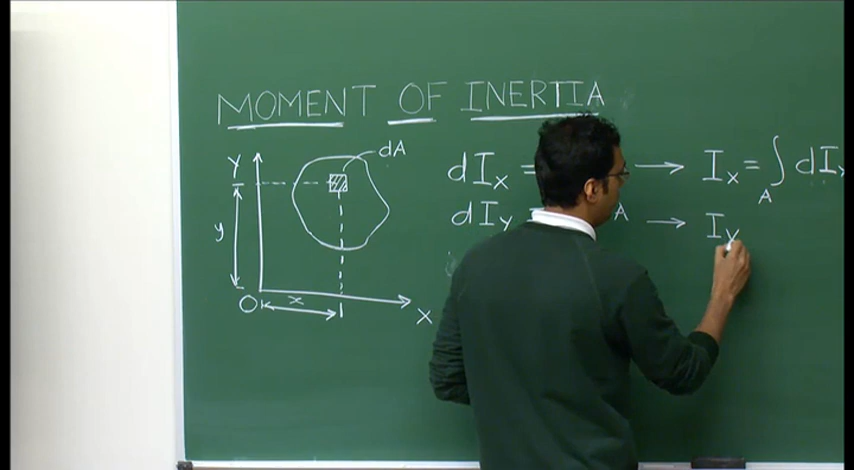 MOMENT OF INERTIA
Y
dA
y
O
x
X
dIx = → Ix = ∫A dIx
dIy = A → Iy